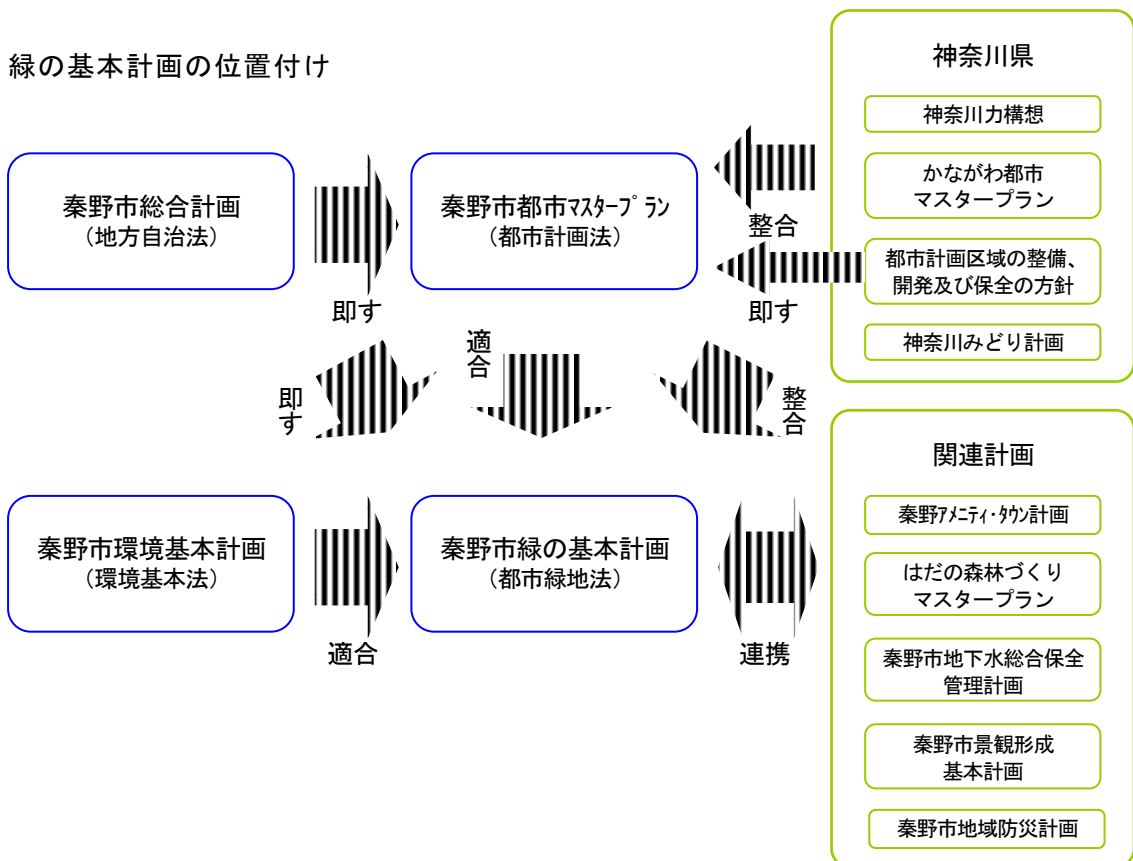 緑の基本計画の位置付け
神奈川県
神奈川力構想
かながわ都市
マスタープラン
都市計画区域の整備、
開発及び保全の方針
神奈川みどり計画
秦野市総合計画
（地方自治法）
即す
秦野市都市ﾏｽﾀｰﾌﾟﾗﾝ
（都市計画法）
整合
即す
即す
適合
整合
秦野市環境基本計画
（環境基本法）
適合
秦野市緑の基本計画
（都市緑地法）
連携
関連計画
秦野ｱﾒﾆﾃｨ・ﾀｳﾝ計画
はだの森林づくり
マスタープラン
秦野市地下水総合保全
管理計画
秦野市景観形成
基本計画
秦野市地域防災計画